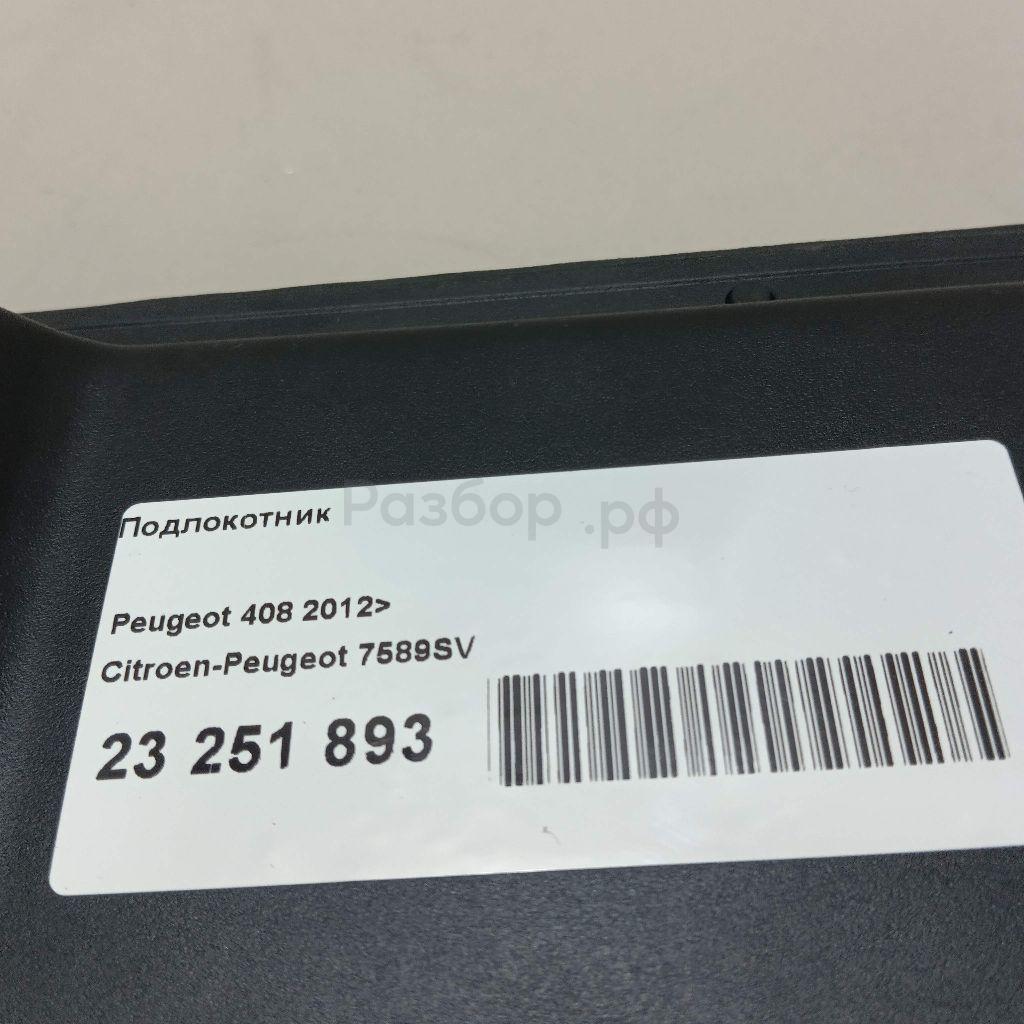 Подлокотник
Разбор.рф
Peugeot 408 2012>
Citroen-Peugeot 7589SV
23 251 893